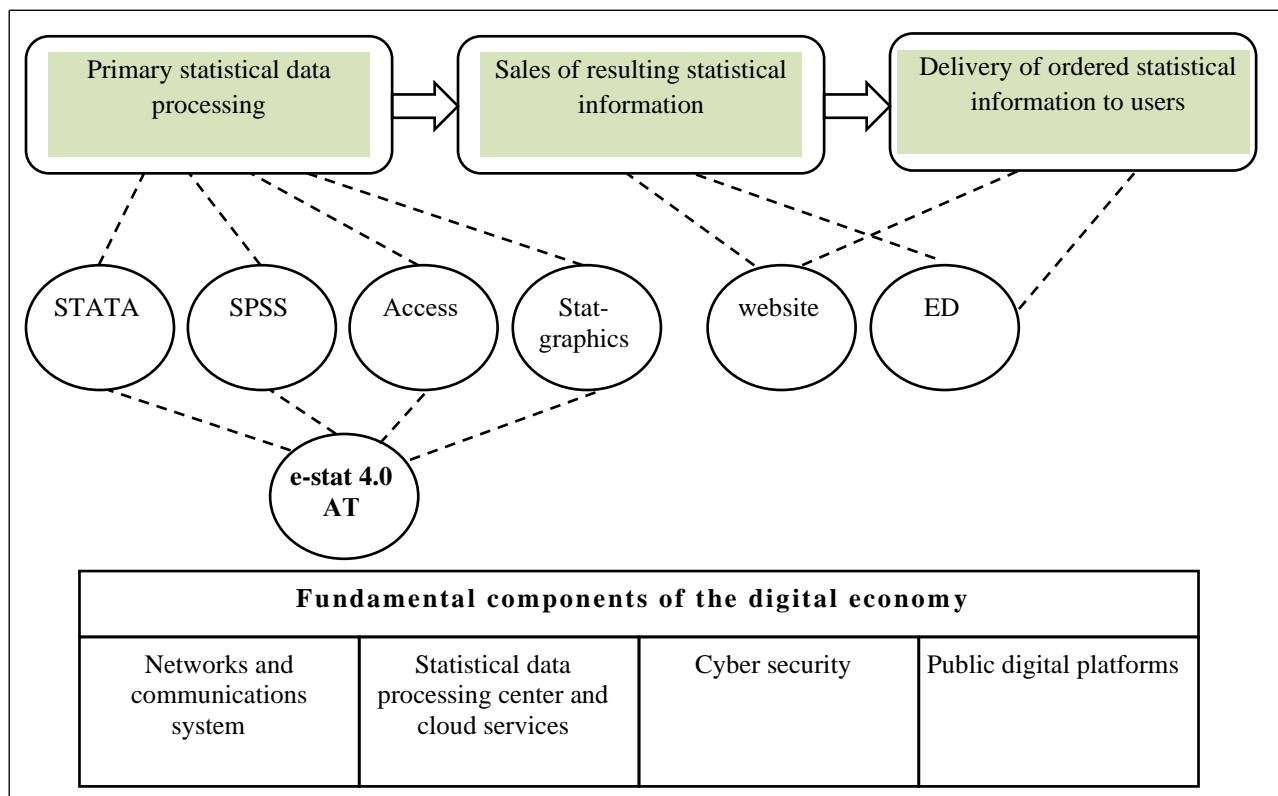 Primary statistical data
processing
Sales of resulting statistical
information
Delivery of ordered statistical
information to users
STATA
SPSS
Access
Stat-
graphics
website
ED
e-stat 4.0
AT
Fundamental components of the digital economy
Networks and
communications
system
Statistical data
processing center and
cloud services
Cyber security
Public digital platforms